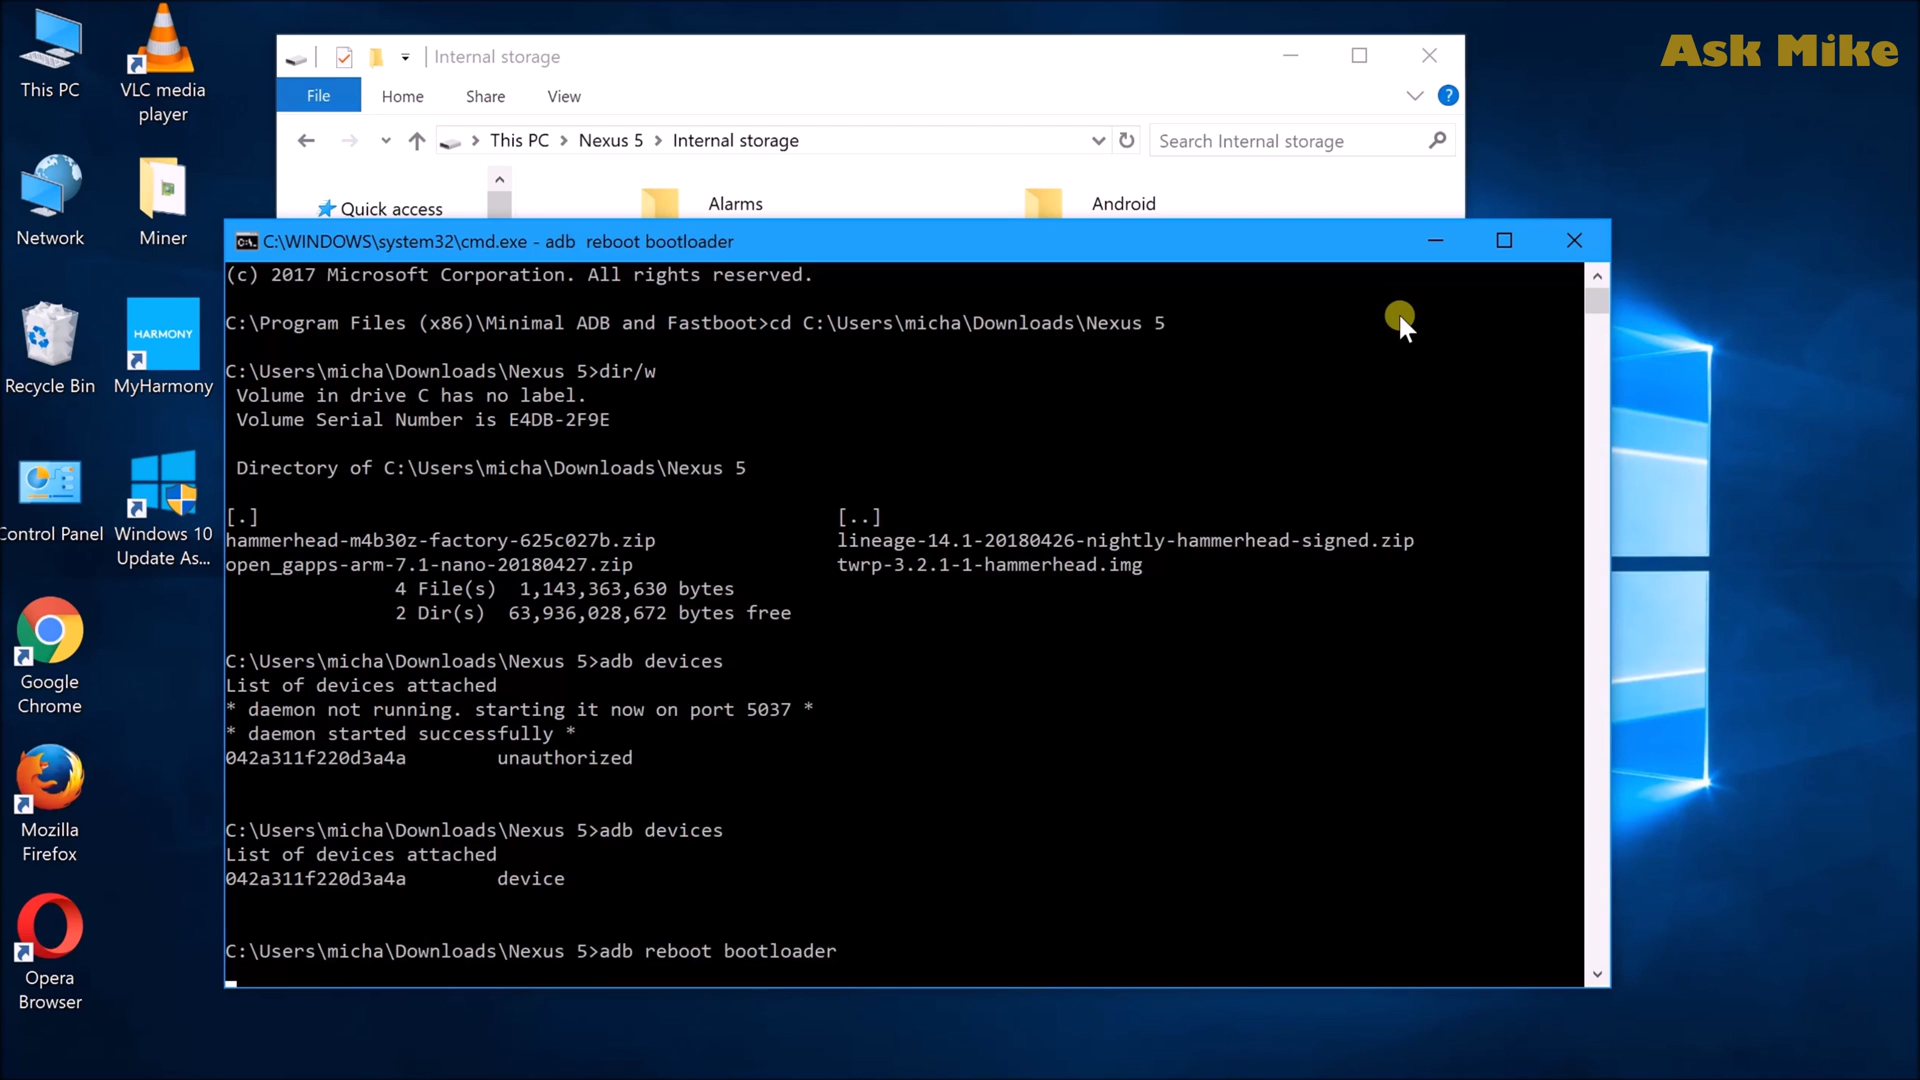 Ask Mike
This PC
VLC media
player
Network
Miner
Recycle Bin
MyHarmony
HARMONY
Control Panel
Windows 10
Update As...
Google
Chrome
Mozilla
Firefox
Opera
Browser
Internal storage
File Home Share View
This PC > Nexus 5 > Internal storage
Search Internal storage
Quick access
Alarms
Android
C:\WINDOWS\system32\cmd.exe - adb  reboot bootloader
(c) 2017 Microsoft Corporation. All rights reserved.
C:\Program Files (x86)\Minimal ADB and Fastboot>cd C:\Users\micha\Downloads\Nexus 5
C:\Users\micha\Downloads\Nexus 5>dir/w
Volume in drive C has no label.
Volume Serial Number is E4DB-2F9E
Directory of C:\Users\micha\Downloads\Nexus 5
[.] [..]
hammerhead-m4b30z-factory-625c027b.zip lineage-14.1-20180426-nightly-hammerhead-signed.zip
open_gapps-arm-7.1-nano-20180427.zip twrp-3.2.1-1-hammerhead.img
4 File(s) 1,143,363,630 bytes
2 Dir(s) 63,936,028,672 bytes free
C:\Users\micha\Downloads\Nexus 5>adb devices
List of devices attached
* daemon not running. starting it now on port 5037 *
* daemon started successfully *
042a311f220d3a4a unauthorized
C:\Users\micha\Downloads\Nexus 5>adb devices
List of devices attached
042a311f220d3a4a device
C:\Users\micha\Downloads\Nexus 5>adb reboot bootloader